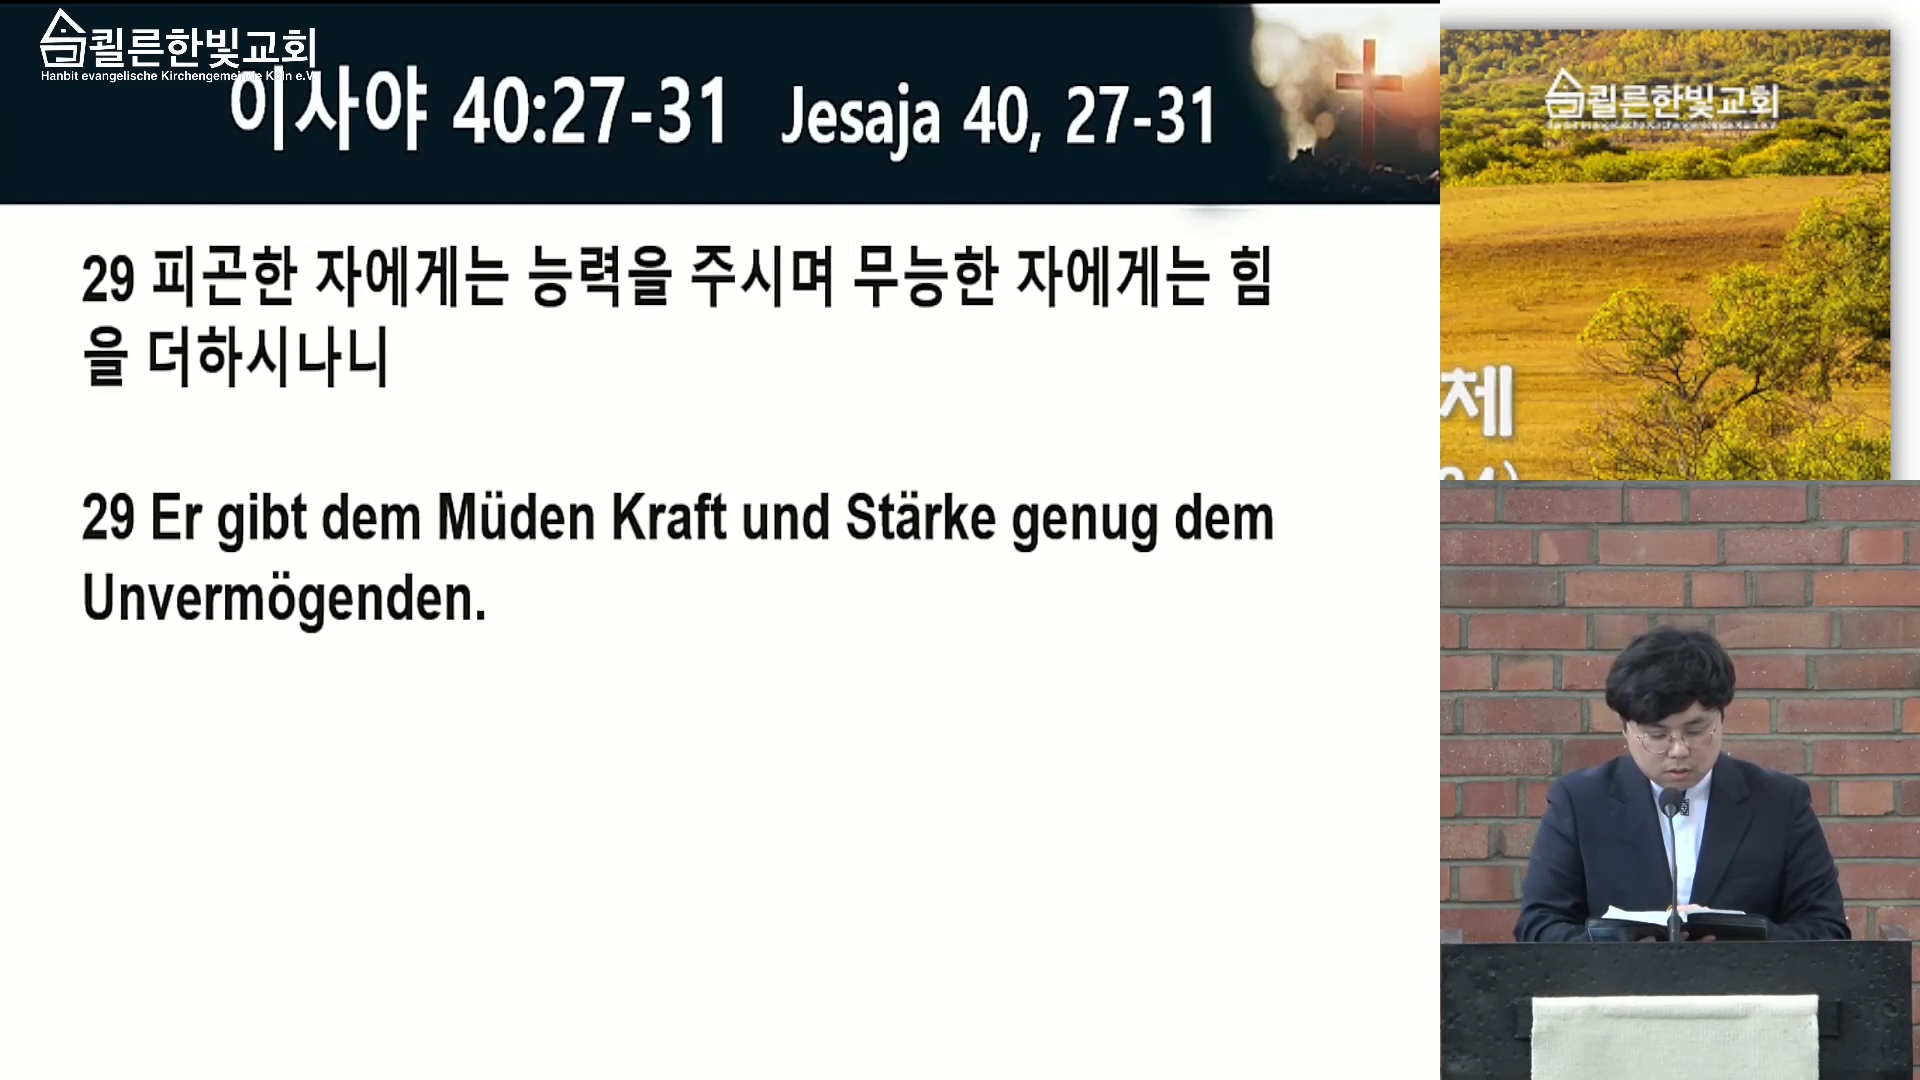 쾰른한빛교회
Hanbit evangelische Kirchengemeinde Köln e.V.
이사야 40:27-31 Jesaja 40, 27-31
29 피곤한 자에게는 능력을 주시며 무능한 자에게는 힘
을 더하시나니
29 Er gibt dem Müden Kraft und Stärke genug dem
Unvermögenden.
쾰른한빛교회
체